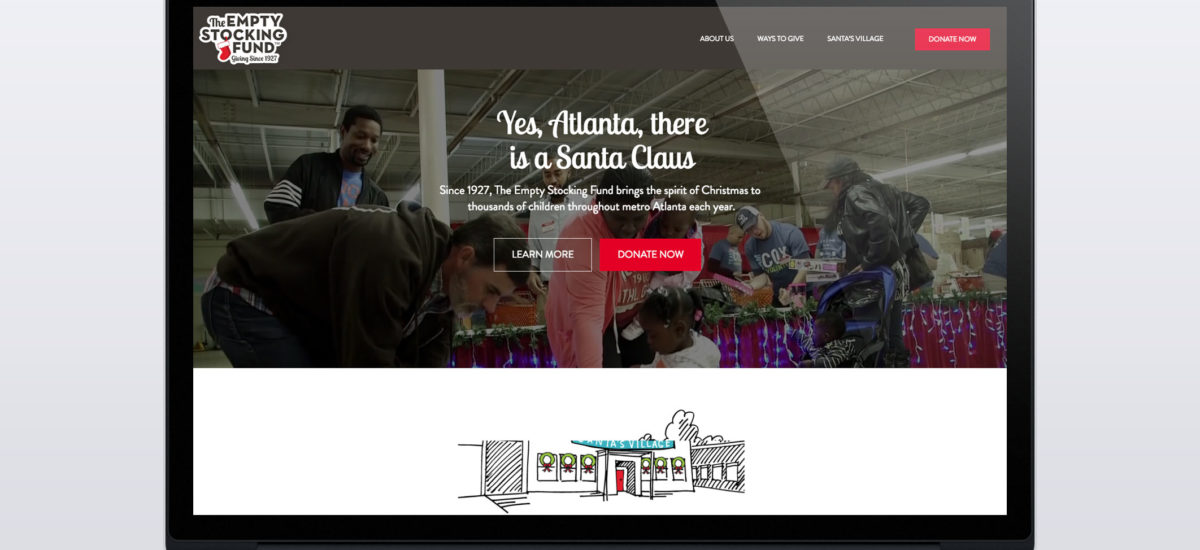 The EMPTY
STOCKING
FUND
Giving Since 1927
ABOUT US
WAYS TO GIVE
SANTA'S VILLAGE
DONATE NOW
Yes, Atlanta, there
is a Santa Claus
Since 1927, The Empty Stocking Fund brings the spirit of Christmas to
thousands of children throughout metro Atlanta each year.
LEARN MORE
DONATE NOW
COX
SANTA'S VILLAGE